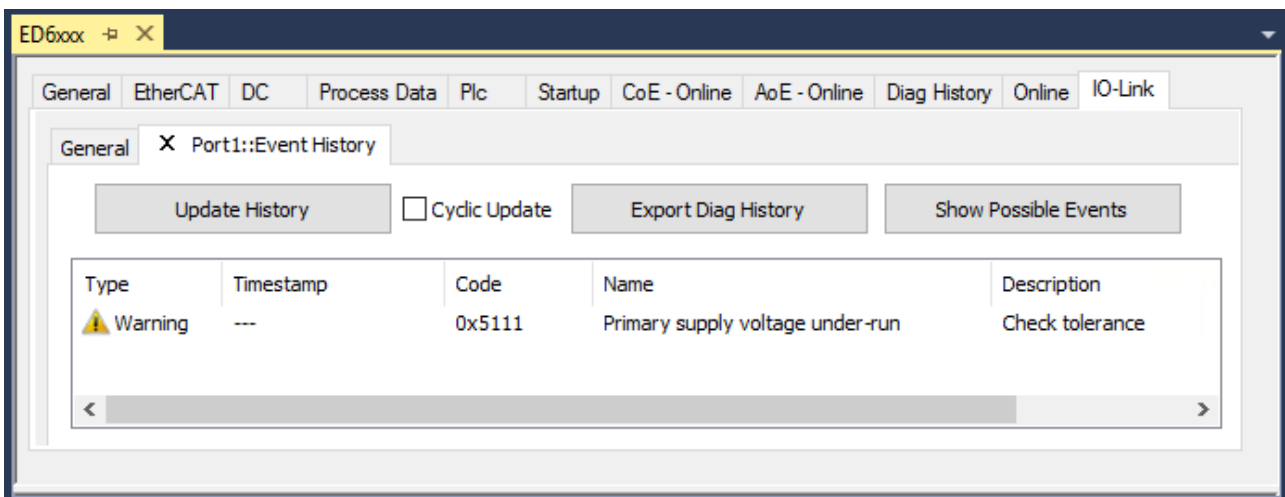 ED6xxx
General EtherCAT DC Process Data Plc Startup CoE - Online AoE - Online Diag History Online IO-Link
General X Port1::Event History
Update History Cyclic Update Export Diag History Show Possible Events
Type Timestamp Code Name Description
Warning --- 0x5111 Primary supply voltage under-run Check tolerance